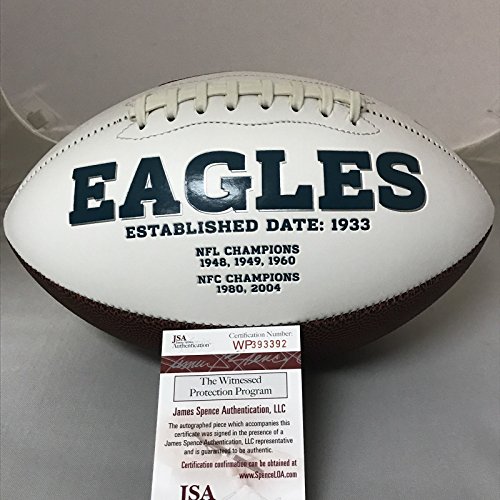 EAGLES
ESTABLISHED DATE: 1933
NFL CHAMPIONS
1948, 1949, 1960
NFC CHAMPIONS
1980, 2004
JSA
Authentication™
Certification Number:
WP393392
The Witnessed
Protection Program
James Spence Authentication, LLC
The autographed piece which accompanies this
certificate was signed in the presence of a
James Spence Authentication, LLC representative
and is guaranteed to be authentic.
Certification confirmation can be obtained at
www.SpenceLOA.com
JSA